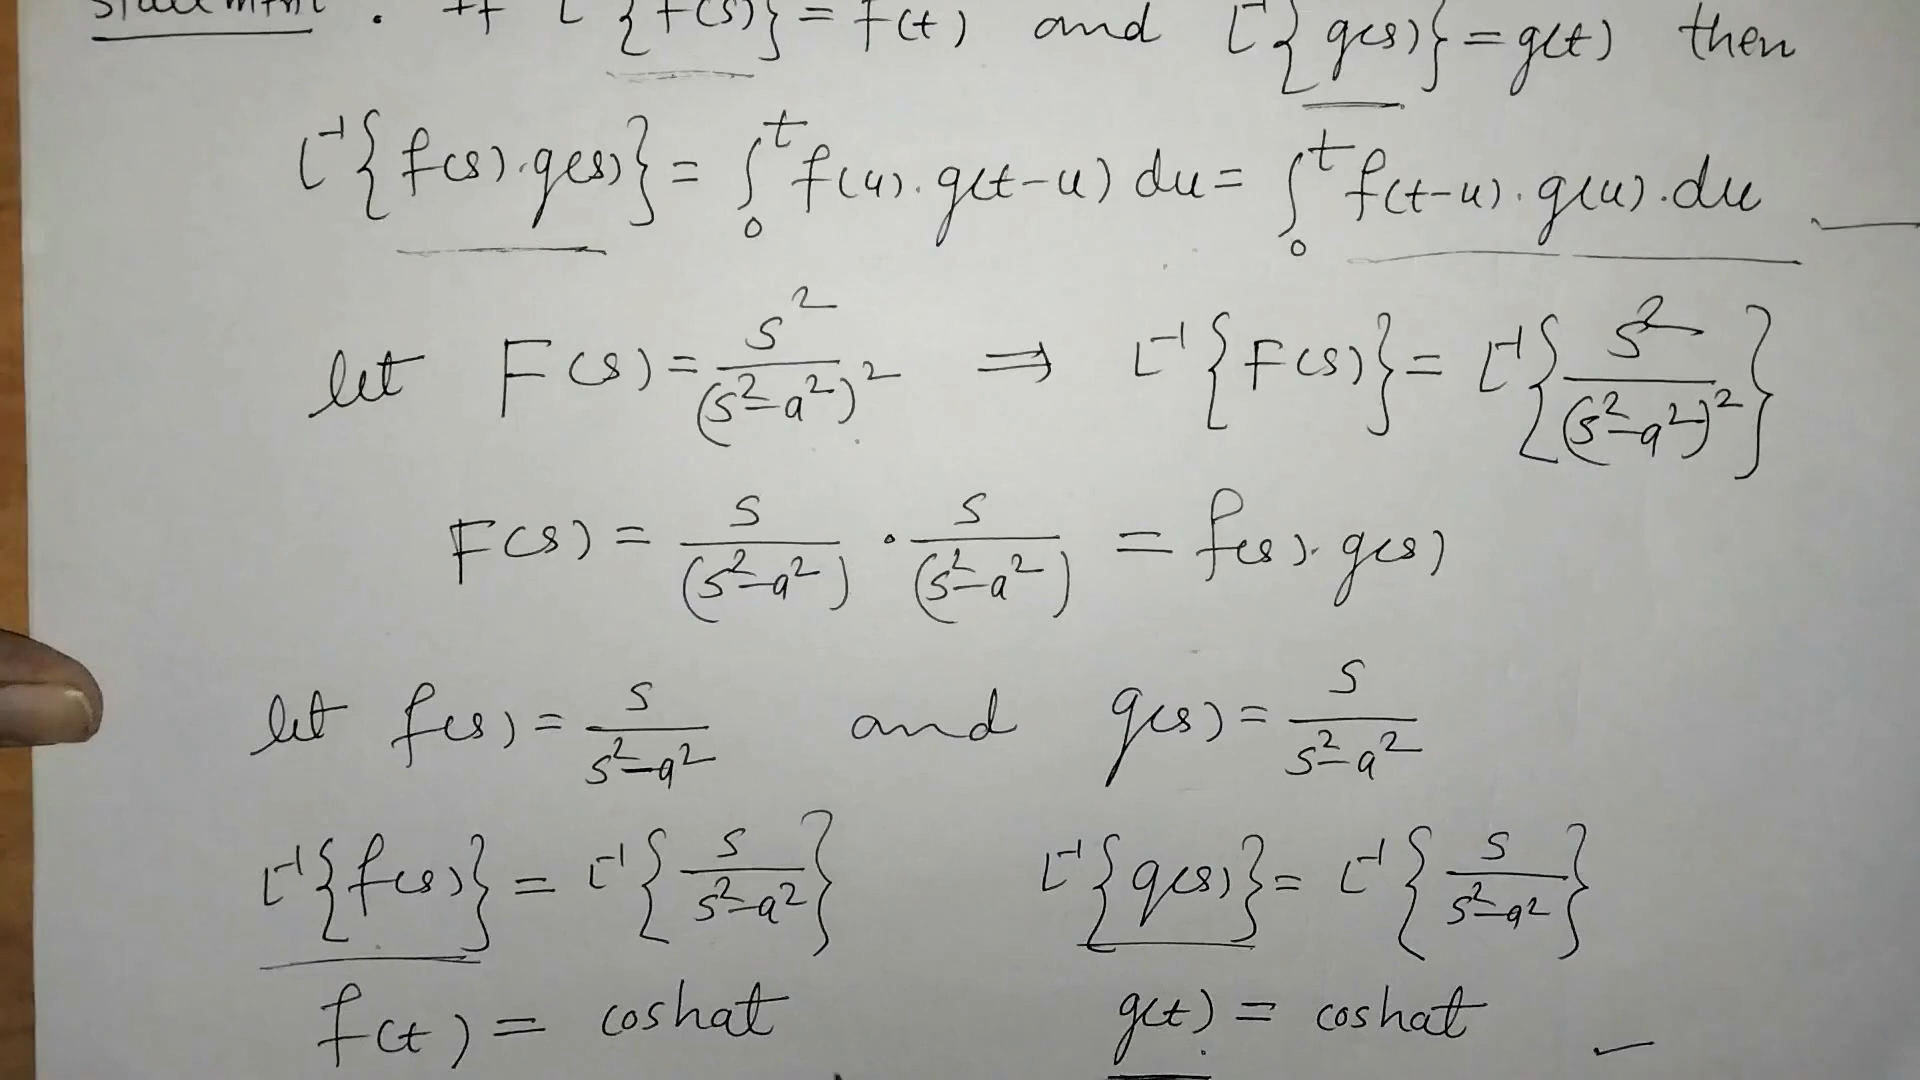 Statement : If L⁻¹{f(s)} = f(t) and L⁻¹{g(s)} = g(t) then
L⁻¹{f(s).g(s)} = ∫₀ᵗ f(u).g(t-u) du = ∫₀ᵗ f(t-u).g(u).du
let F(s) = s²/(s²-a²)² ⇒ L⁻¹{F(s)} = L⁻¹{s²/(s²-a²)²}
F(s) = s/(s²-a²) . s/(s²-a²) = f(s).g(s)
let f(s) = s/s²-a² and g(s) = s/s²-a²
L⁻¹{f(s)} = L⁻¹{s/s²-a²} L⁻¹{g(s)} = L⁻¹{s/s²-a²}
f(t) = coshat g(t) = coshat